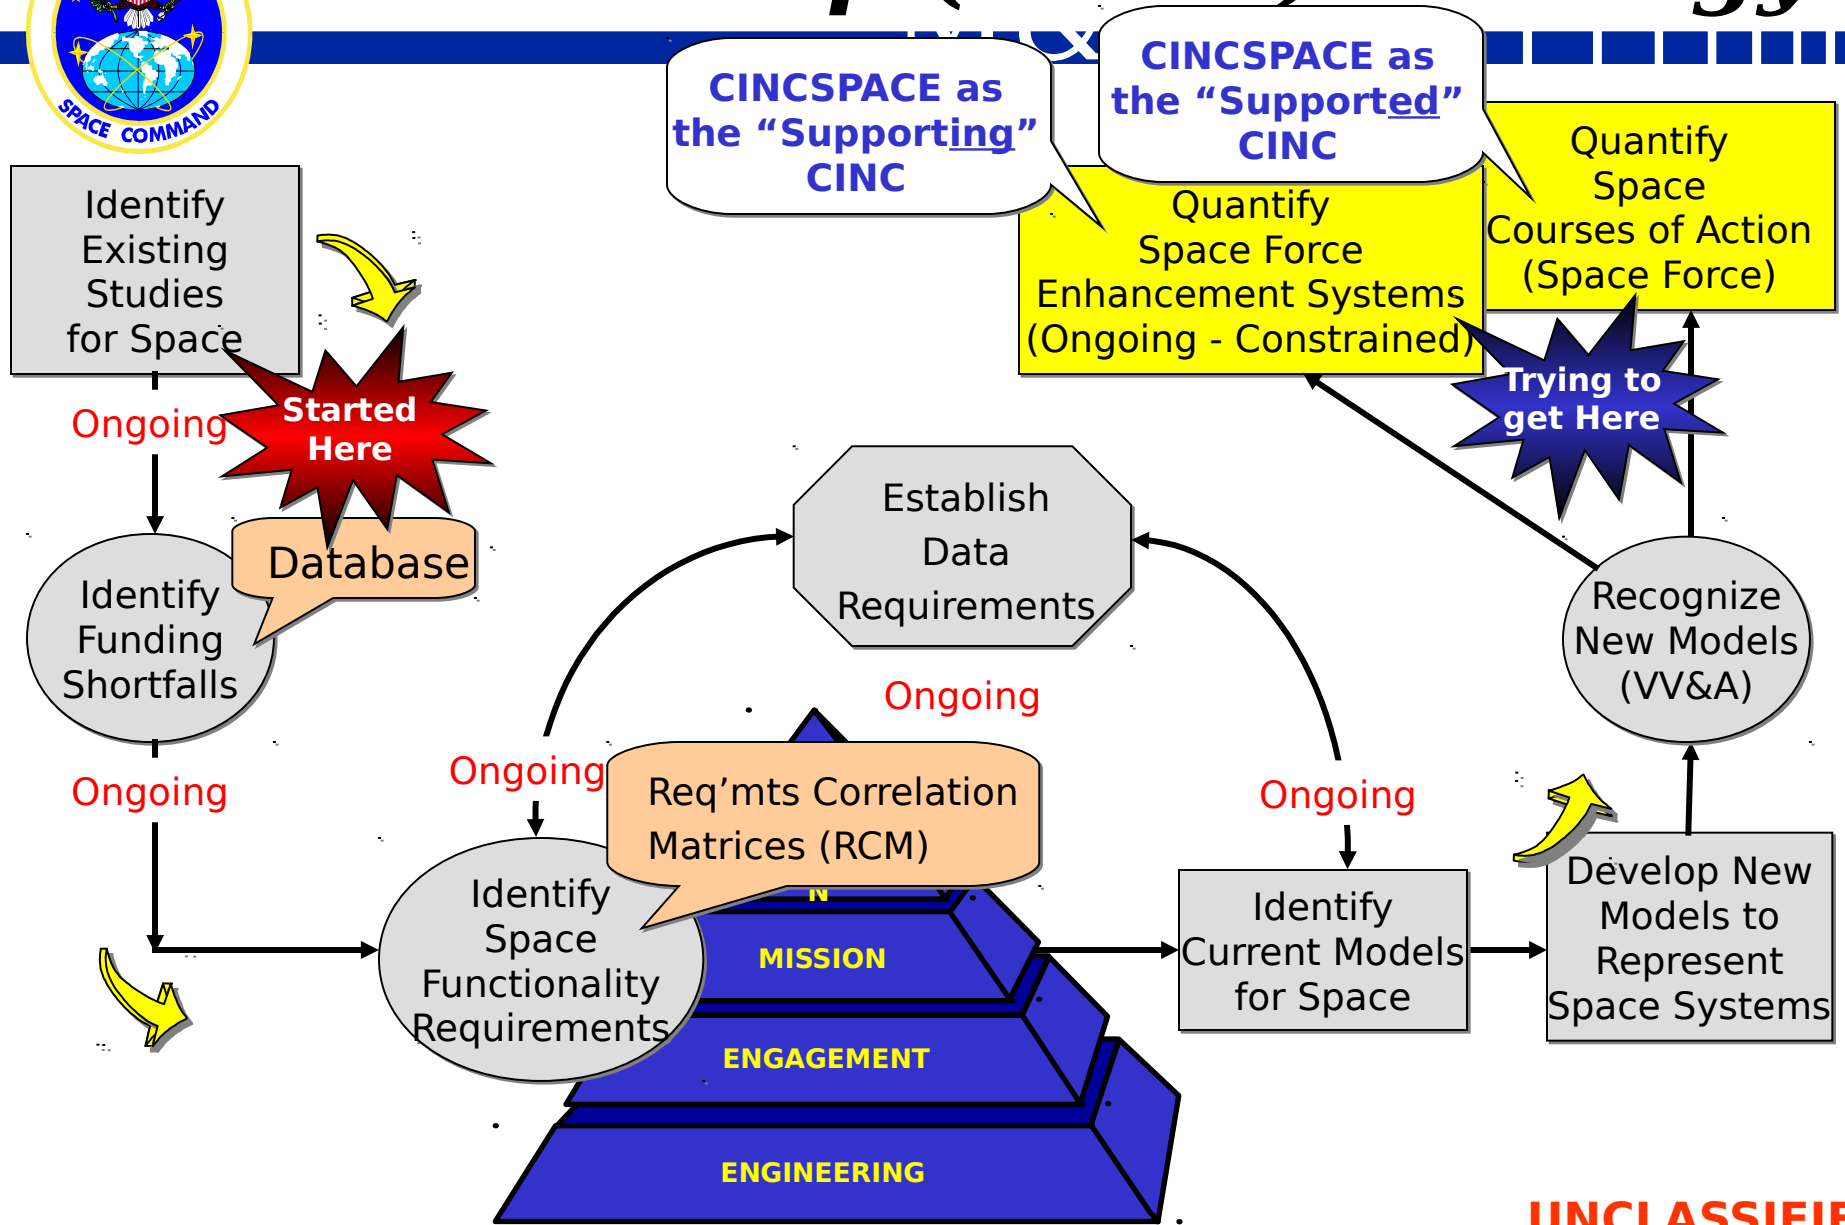 M&
SPACE COMMAND
CINCSPACE as
the “Supporting”
CINC
CINCSPACE as
the “Supported”
CINC
Identify
Existing
Studies
for Space
Quantify
Space Force
Enhancement Systems
(Ongoing - Constrained)
Quantify
Space
Courses of Action
(Space Force)
Ongoing
Started
Here
Trying to
get Here
Database
Identify
Funding
Shortfalls
Establish
Data
Requirements
Recognize
New Models
(VV&A)
Ongoing
Ongoing
Ongoing
Ongoing
Req’mts Correlation
Matrices (RCM)
Identify
Space
Functionality
Requirements
N
MISSION
ENGAGEMENT
ENGINEERING
Identify
Current Models
for Space
Develop New
Models to
Represent
Space Systems